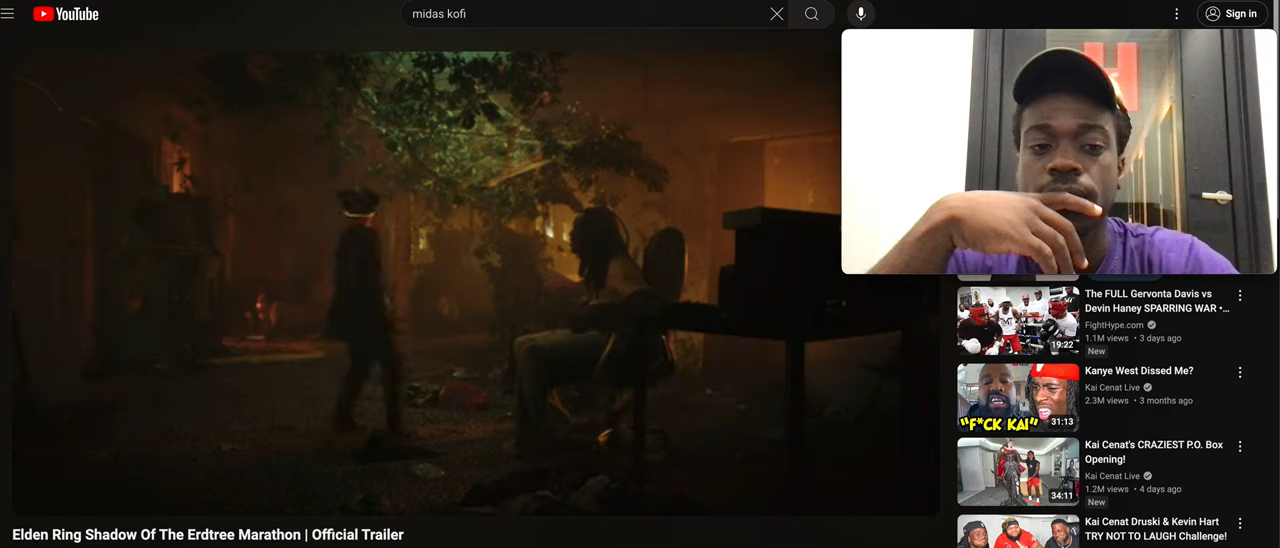 YouTube
midas kofi
Sign in
The FULL Gervonta Davis vs
Devin Haney SPARRING WAR •...
FightHype.com
1.1M views • 3 days ago
New
19:22
Kanye West Dissed Me?
Kai Cenat Live
2.3M views • 3 months ago
"F*CK KAI"
31:13
Kai Cenat's CRAZIEST P.O. Box
Opening!
Kai Cenat Live
1.2M views • 4 days ago
New
34:11
Kai Cenat Druski & Kevin Hart
TRY NOT TO LAUGH Challenge!
Elden Ring Shadow Of The Erdtree Marathon | Official Trailer